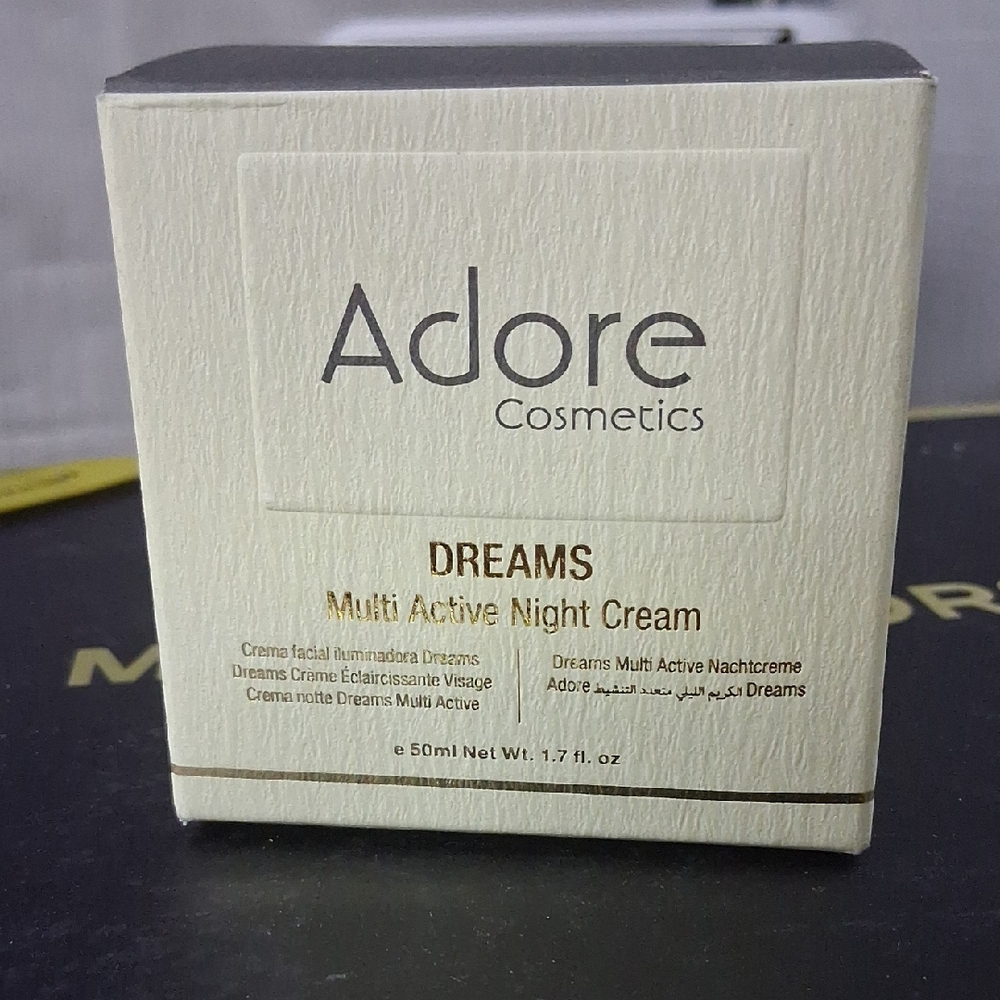 Adore
Cosmetics
DREAMS
Multi Active Night Cream
Crema facial iluminadora Dreams
Dreams Crème Éclaircissante Visage
Crema notte Dreams Multi Active
Dreams Multi Active Nachtcreme
Adore الكريم الليلي متعدد التنشيط Dreams
e 50ml Net Wt. 1.7 fl. oz